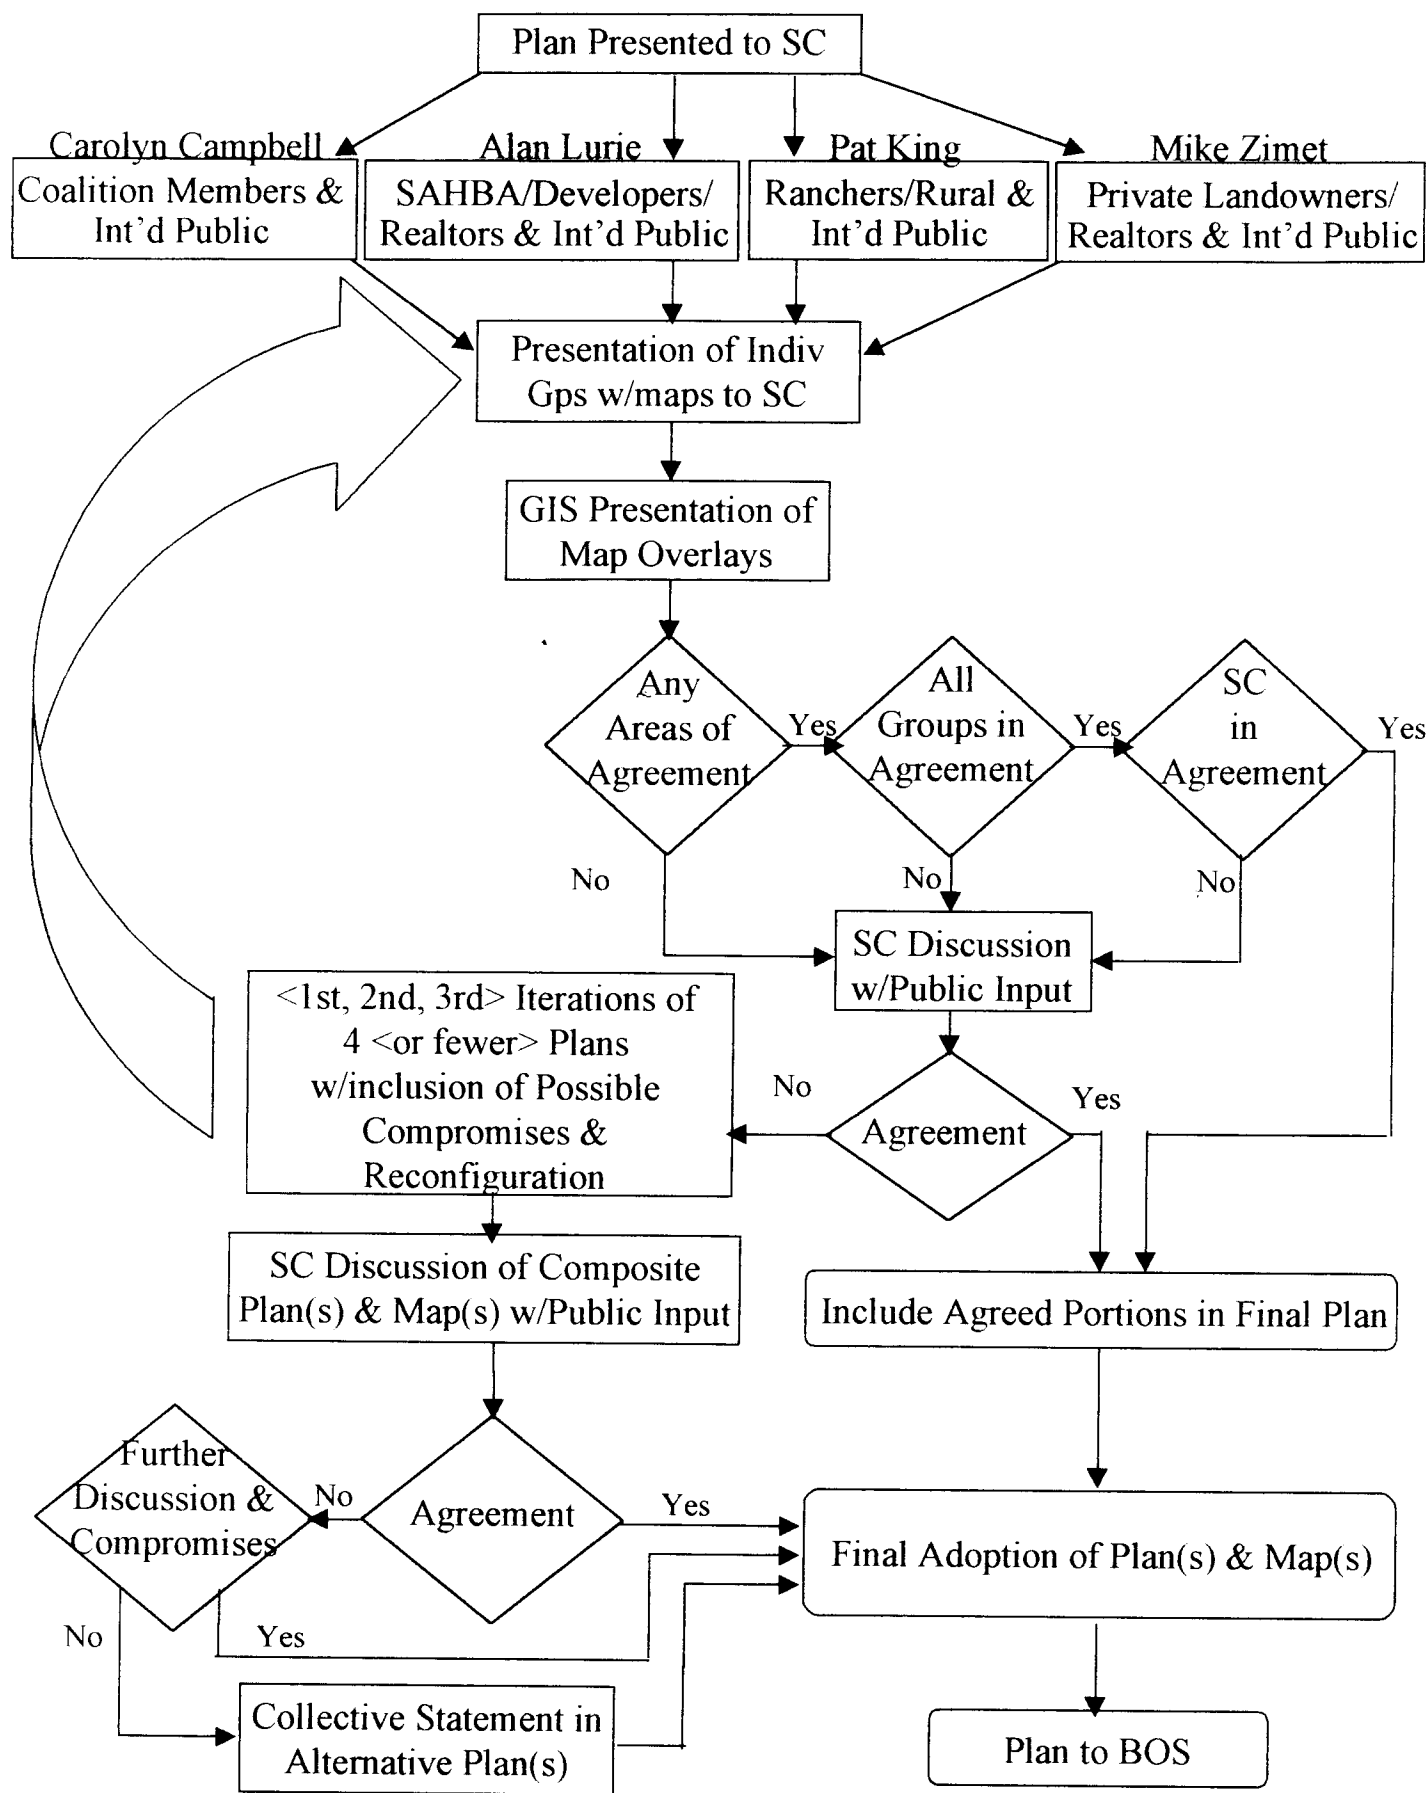 Plan Presented to SC
Carolyn Campbell
Coalition Members &
Int'd Public
Alan Lurie
SAHBA/Developers/
Realtors & Int'd Public
Pat King
Ranchers/Rural &
Int'd Public
Mike Zimet
Private Landowners/
Realtors & Int'd Public
Presentation of Indiv
Gps w/maps to SC
GIS Presentation of
Map Overlays
Any
Areas of
Agreement
Yes
All
Groups in
Agreement
Yes
SC
in
Agreement
Yes
No
No
No
SC Discussion
w/Public Input
<1st, 2nd, 3rd> Iterations of
4 <or fewer> Plans
w/inclusion of Possible
Compromises &
Reconfiguration
No
Agreement
Yes
SC Discussion of Composite
Plan(s) & Map(s) w/Public Input
Include Agreed Portions in Final Plan
Further
Discussion &
Compromises
No
Agreement
Yes
Final Adoption of Plan(s) & Map(s)
No
Yes
Collective Statement in
Alternative Plan(s)
Plan to BOS